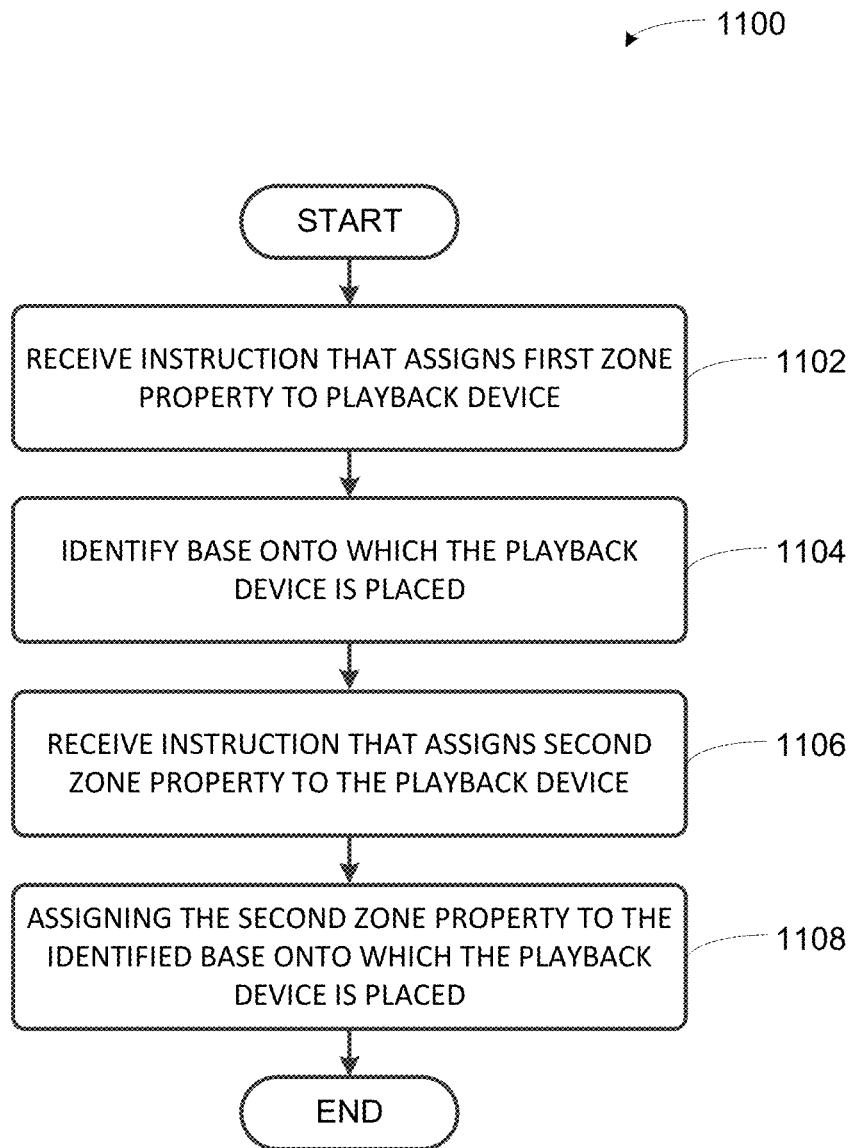 1100
START
RECEIVE INSTRUCTION THAT ASSIGNS FIRST ZONE
PROPERTY TO PLAYBACK DEVICE
1102
IDENTIFY BASE ONTO WHICH THE PLAYBACK
DEVICE IS PLACED
1104
RECEIVE INSTRUCTION THAT ASSIGNS SECOND
ZONE PROPERTY TO THE PLAYBACK DEVICE
1106
ASSIGNING THE SECOND ZONE PROPERTY TO THE
IDENTIFIED BASE ONTO WHICH THE PLAYBACK
DEVICE IS PLACED
1108
END